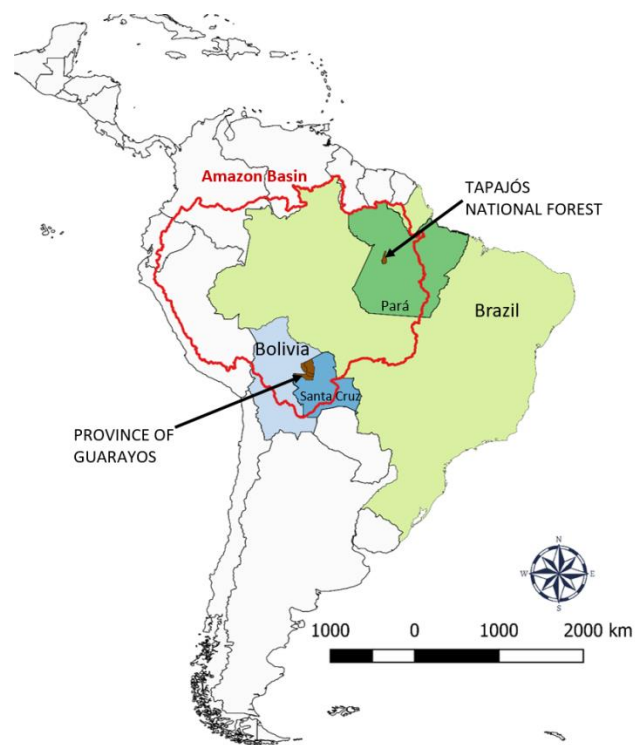 Amazon Basin
TAPAJÓS
NATIONAL FOREST
Pará
Brazil
Bolivia
Santa Cruz
PROVINCE OF
GUARAYOS
N
W
E
S
1000 0 1000 2000 km